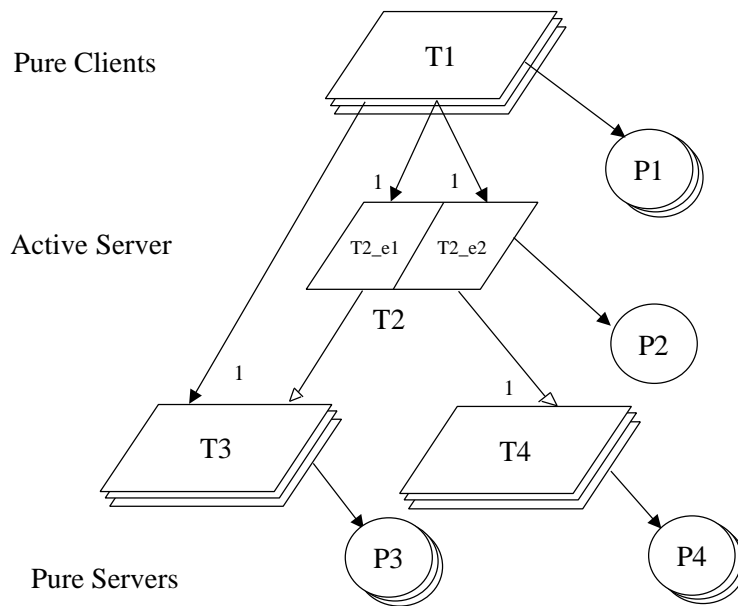 T1
Pure Clients
P1
1
1
Active Server
T2_e1
T2_e2
T2
P2
1
1
T3
T4
P3
P4
Pure Servers